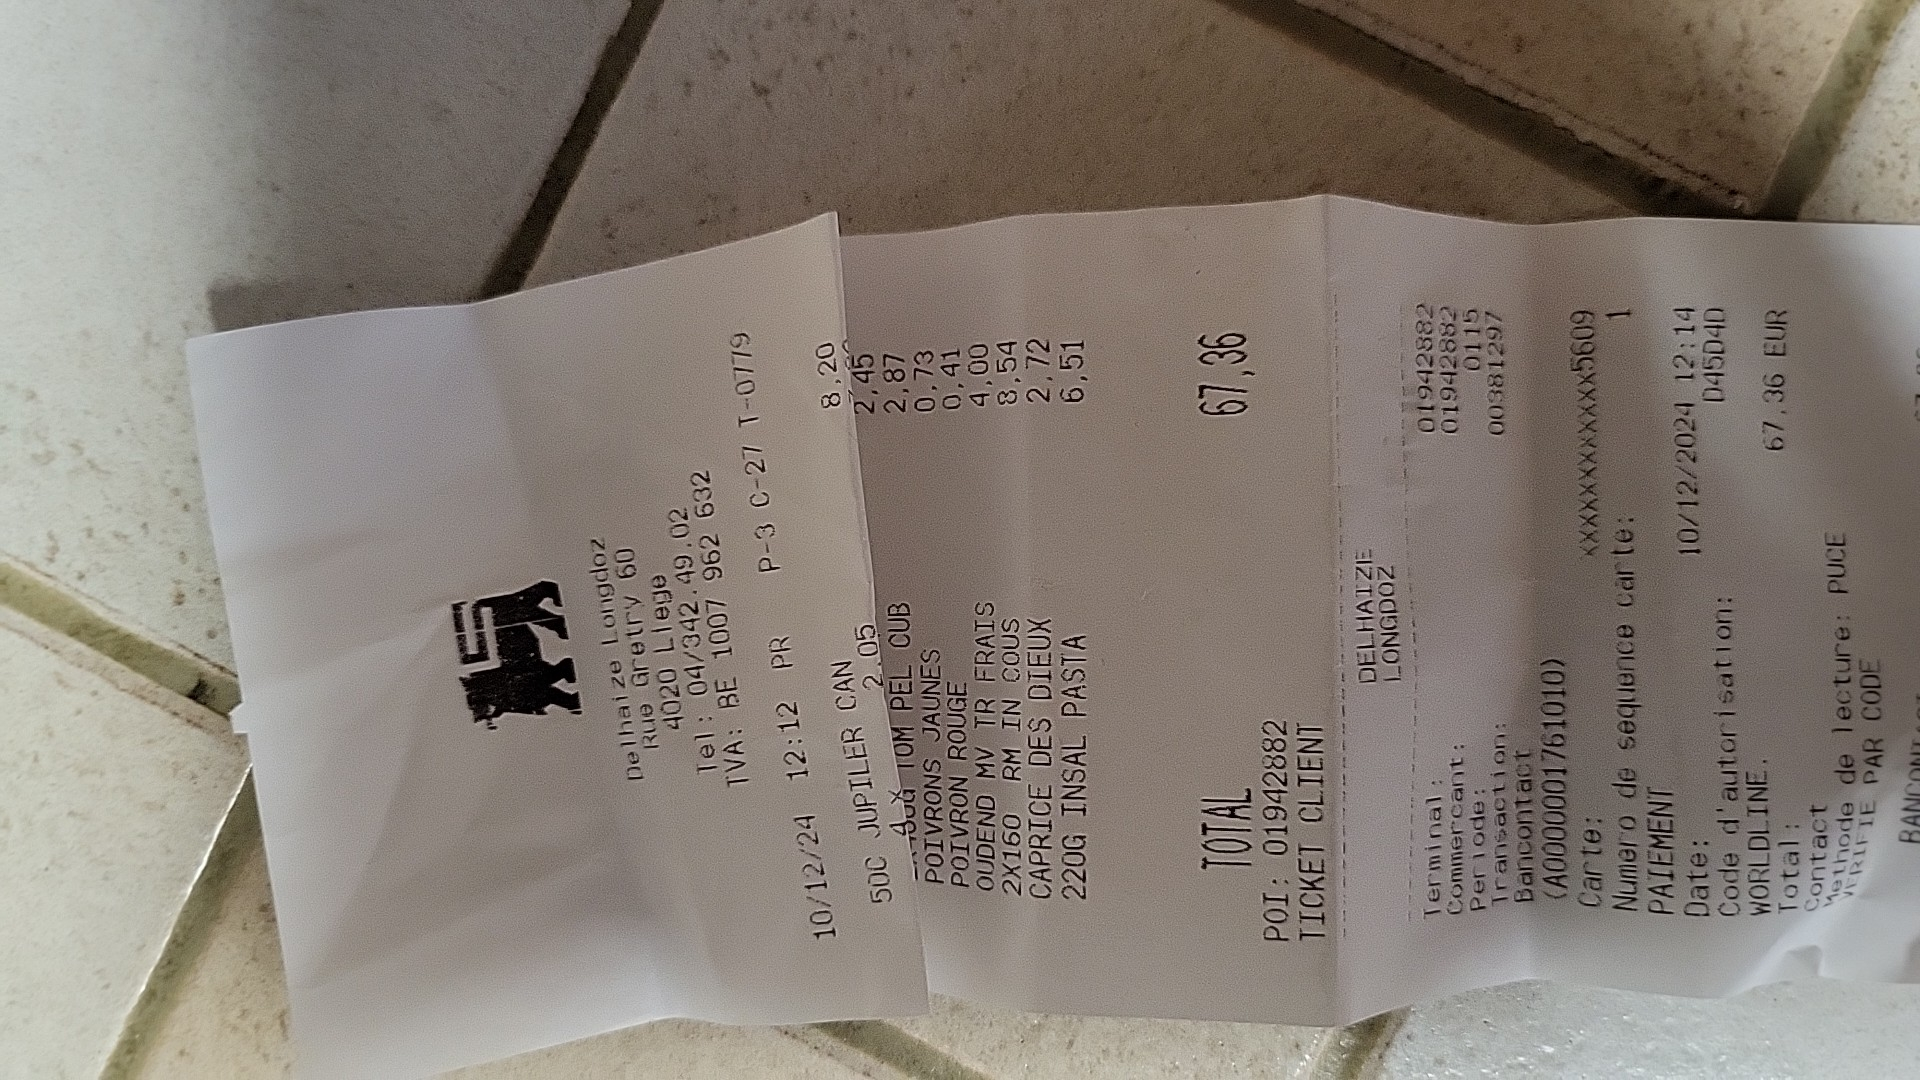 Delhaize Longdoz
Rue Gretry 60
4020 Liege
Tel : 04/342.49.02
TVA: BE 1007 962 632
10/12/24 12:12 PR P-3 C-27 T-0779
50C JUPILER CAN 8,20
4 x 2.05
2,45
TOM PEL CUB 2,87
POIVRONS JAUNES 0,73
POIVRON ROUGE 0,41
OUDEND MV TR FRAIS 4,00
2X160 RM IN COUS 8,54
CAPRICE DES DIEUX 2,72
220G INSAL PASTA 6,51
TOTAL 67,36
POI: 01942882
TICKET CLIENT
DELHAIZE
LONGDOZ
Terminal: 01942882
Commercant: 01942882
Periode: 0115
Transaction: 00381297
Bancontact
(A0000001761010)
Carte: xxxxxxxxxxxxx5609
Numero de sequence carte: 1
PAIEMENT
Date: 10/12/2024 12:14
Code d'autorisation: D45D4D
WORLDLINE.
Total: 67,36 EUR
Contact
Methode de lecture: PUCE
VERIFIE PAR CODE